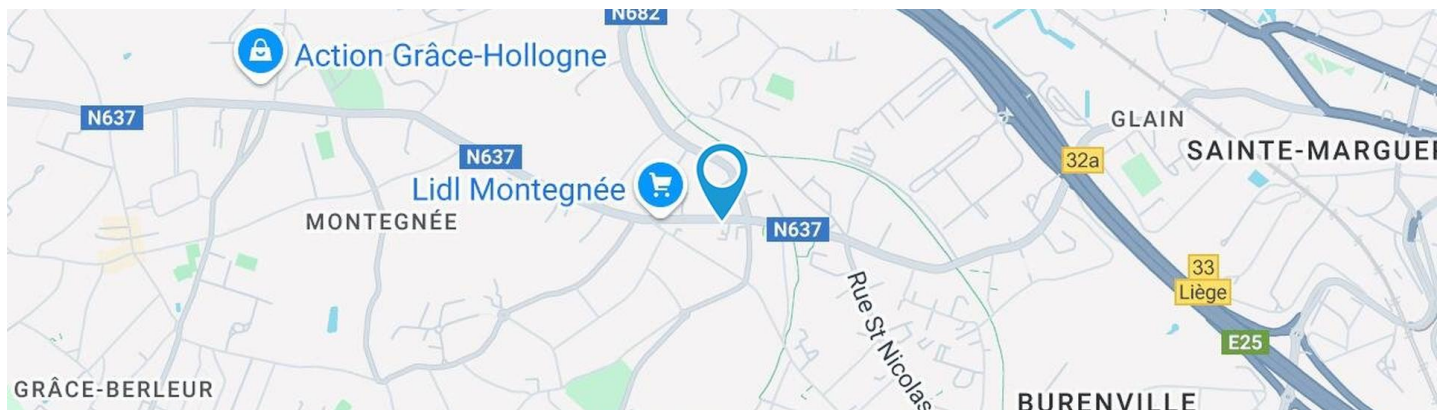 N682
Action Grâce-Hollogne
N637
GLAIN
SAINTE-MARGUER
N637
32a
Lidl Montegnée
MONTEGNÉE
N637
33
Liège
Rue St Nicolas
E25
GRÂCE-BERLEUR
BURENVILLE